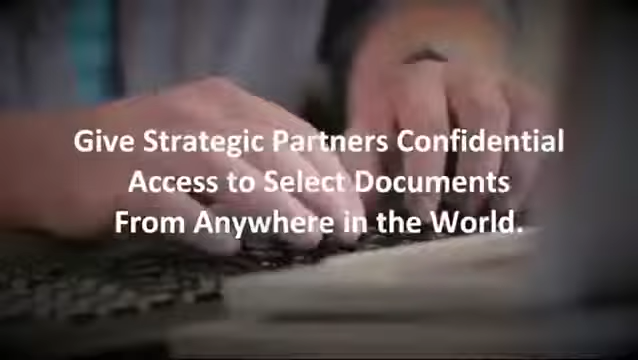 Give Strategic Partners Confidential
Access to Select Documents
From Anywhere in the World.